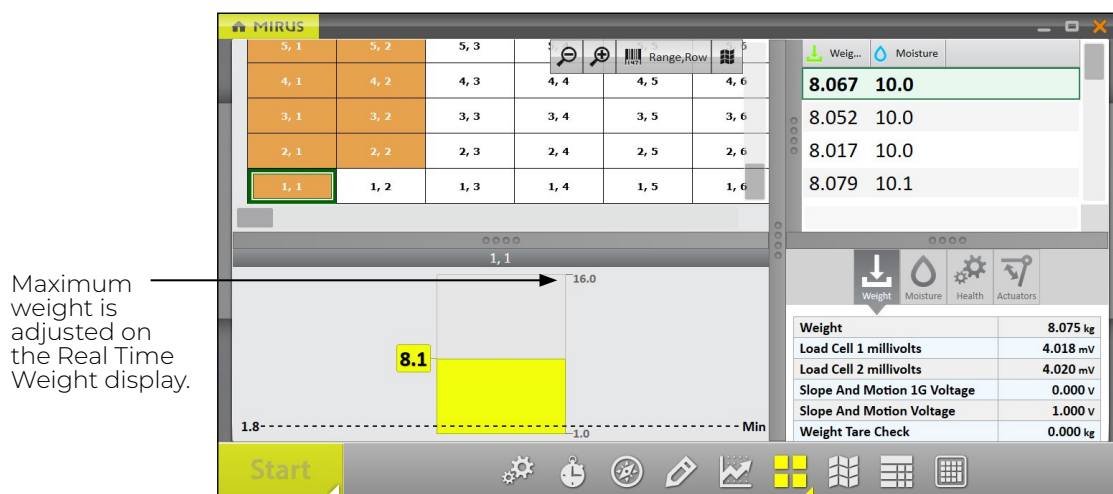 MIRUS
5, 1 5, 2 5, 3 Range,Row
4, 1 4, 2 4, 3 4, 4 4, 5 4, 6
3, 1 3, 2 3, 3 3, 4 3, 5 3, 6
2, 1 2, 2 2, 3 2, 4 2, 5 2, 6
1, 1 1, 2 1, 3 1, 4 1, 5 1, 6
Weig... Moisture
8.067 10.0
8.052 10.0
8.017 10.0
8.079 10.1
1, 1
Maximum
weight is
adjusted on
the Real Time
Weight display.
16.0
8.1
1.8 Min
1.0
Weight Moisture Health Actuators
Weight 8.075 kg
Load Cell 1 millivolts 4.018 mV
Load Cell 2 millivolts 4.020 mV
Slope And Motion 1G Voltage 0.000 V
Slope And Motion Voltage 1.000 V
Weight Tare Check 0.000 kg
Start